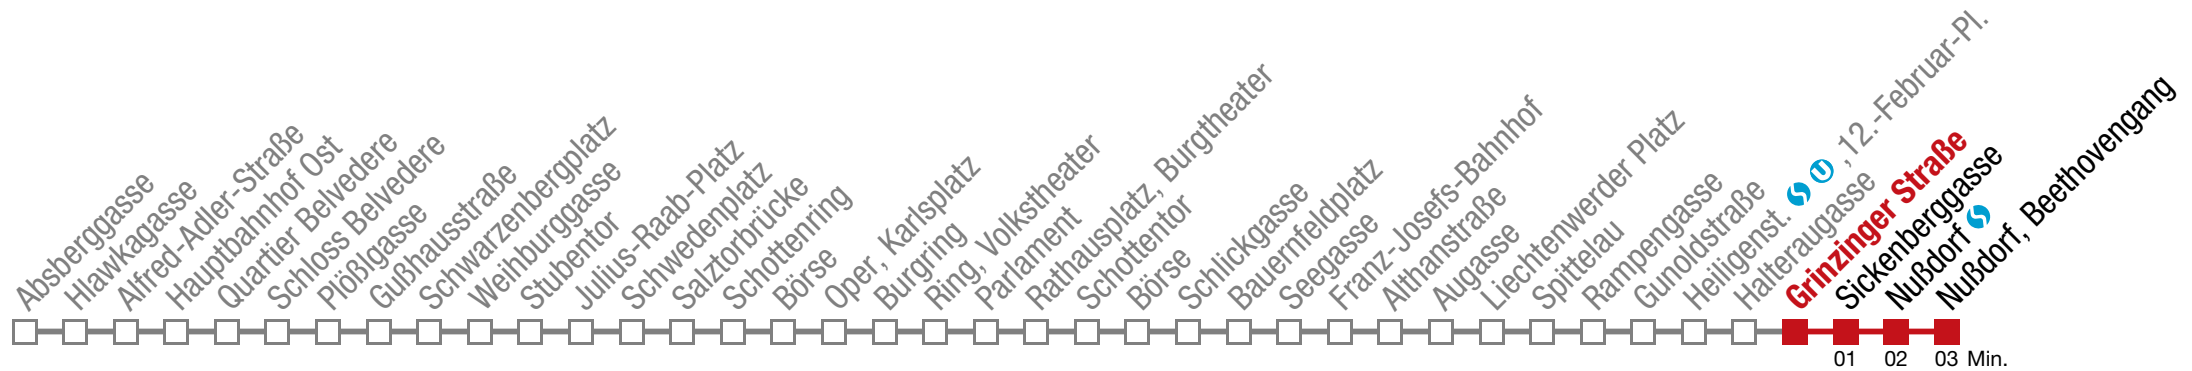 Absberggasse
Hlawkagasse
Alfred-Adler-Straße
Hauptbahnhof Ost
Quartier Belvedere
Schloss Belvedere
Plößlgasse
Gußhausstraße
Schwarzenbergplatz
Weihburggasse
Stubentor
Julius-Raab-Platz
Schwedenplatz
Salztorbrücke
Schottenring
Börse
Oper, Karlsplatz
Burgring
Ring, Volkstheater
Parlament
Rathausplatz, Burgtheater
Schottentor
Börse
Schlickgasse
Bauernfeldplatz
Seegasse
Franz-Josefs-Bahnhof
Althanstraße
Augasse
Liechtenwerder Platz
Spittelau
Rampengasse
Gunoldstraße
Heiligenst. S U ,12.-Februar-Pl.
Halteraugasse
Grinzinger Straße
Sickenberggasse
Nußdorf S
Nußdorf, Beethovengang
01 02 03 Min.